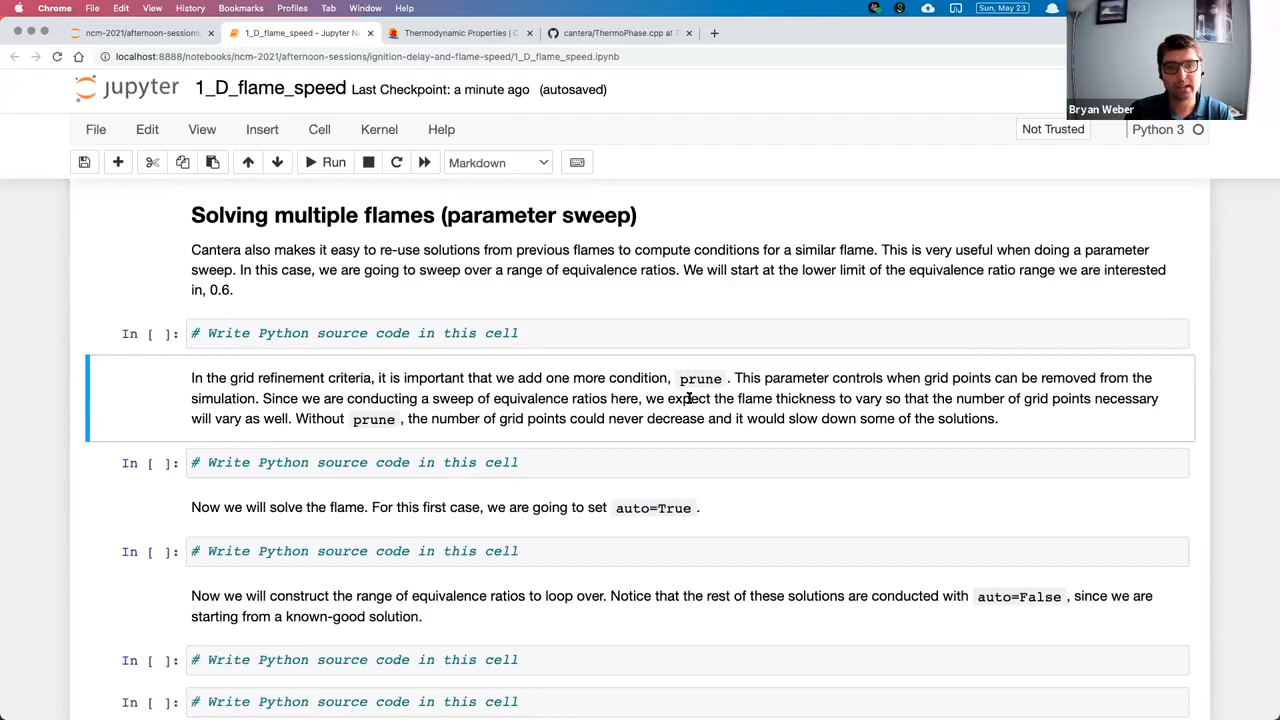 Chrome File Edit View History Bookmarks Profiles Tab Window Help Sun, May 23
ncm-2021/afternoon-sessions, 1_D_flame_speed - Jupyter No Thermodynamic Properties | C cantera/ThermoPhase.cpp at 7
localhost:8888/notebooks/ncm-2021/afternoon-sessions/ignition-delay-and-flame-speed/1_D_flame_speed.ipynb
jupyter 1_D_flame_speed Last Checkpoint: a minute ago (autosaved)
Bryan Weber
File Edit View Insert Cell Kernel Help Not Trusted Python 3
Run Markdown
Solving multiple flames (parameter sweep)
Cantera also makes it easy to re-use solutions from previous flames to compute conditions for a similar flame. This is very useful when doing a parameter
sweep. In this case, we are going to sweep over a range of equivalence ratios. We will start at the lower limit of the equivalence ratio range we are interested
in, 0.6.
In [ ]: # Write Python source code in this cell
In the grid refinement criteria, it is important that we add one more condition, prune . This parameter controls when grid points can be removed from the
simulation. Since we are conducting a sweep of equivalence ratios here, we expect the flame thickness to vary so that the number of grid points necessary
will vary as well. Without prune , the number of grid points could never decrease and it would slow down some of the solutions.
In [ ]: # Write Python source code in this cell
Now we will solve the flame. For this first case, we are going to set auto=True .
In [ ]: # Write Python source code in this cell
Now we will construct the range of equivalence ratios to loop over. Notice that the rest of these solutions are conducted with auto=False , since we are
starting from a known-good solution.
In [ ]: # Write Python source code in this cell
In [ ]: # Write Python source code in this cell